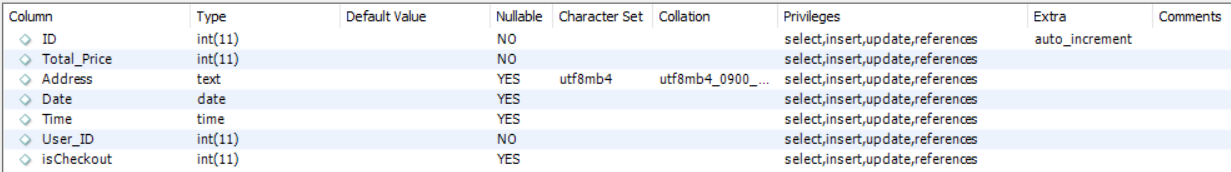 Column Type Default Value Nullable Character Set Collation Privileges Extra Comments
ID int(11) NO select,insert,update,references auto_increment
Total_Price int(11) NO select,insert,update,references
Address text YES utf8mb4 utf8mb4_0900_... select,insert,update,references
Date date YES select,insert,update,references
Time time YES select,insert,update,references
User_ID int(11) NO select,insert,update,references
isCheckout int(11) YES select,insert,update,references